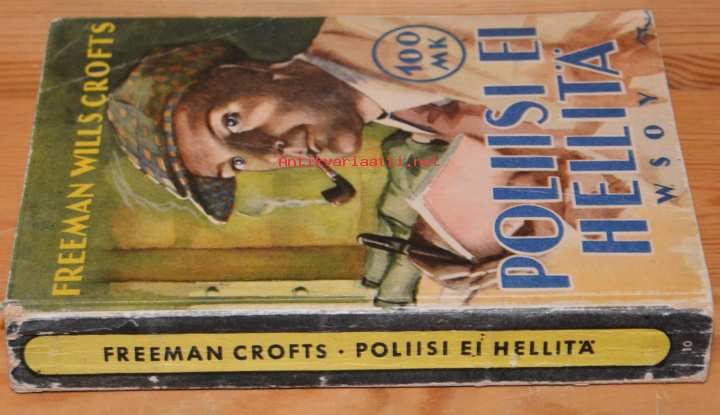 FREEMAN WILLS CROFTS
100
MK
POLIISI EI
HELLITÄ
WSOY
Antikvariaatti.net
FREEMAN CROFTS · POLIISI EI HELLITÄ
10